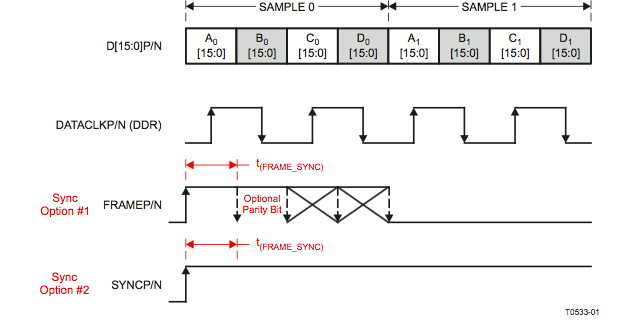 SAMPLE 0 SAMPLE 1
D[15:0]P/N
A0 B0 C0 D0 A1 B1 C1 D1
[15:0] [15:0] [15:0] [15:0] [15:0] [15:0] [15:0] [15:0]
DATACLKP/N (DDR)
t(FRAME_SYNC)
Sync
Option #1
FRAMEP/N
Optional
Parity Bit
t(FRAME_SYNC)
Sync
Option #2
SYNCP/N
T0533-01